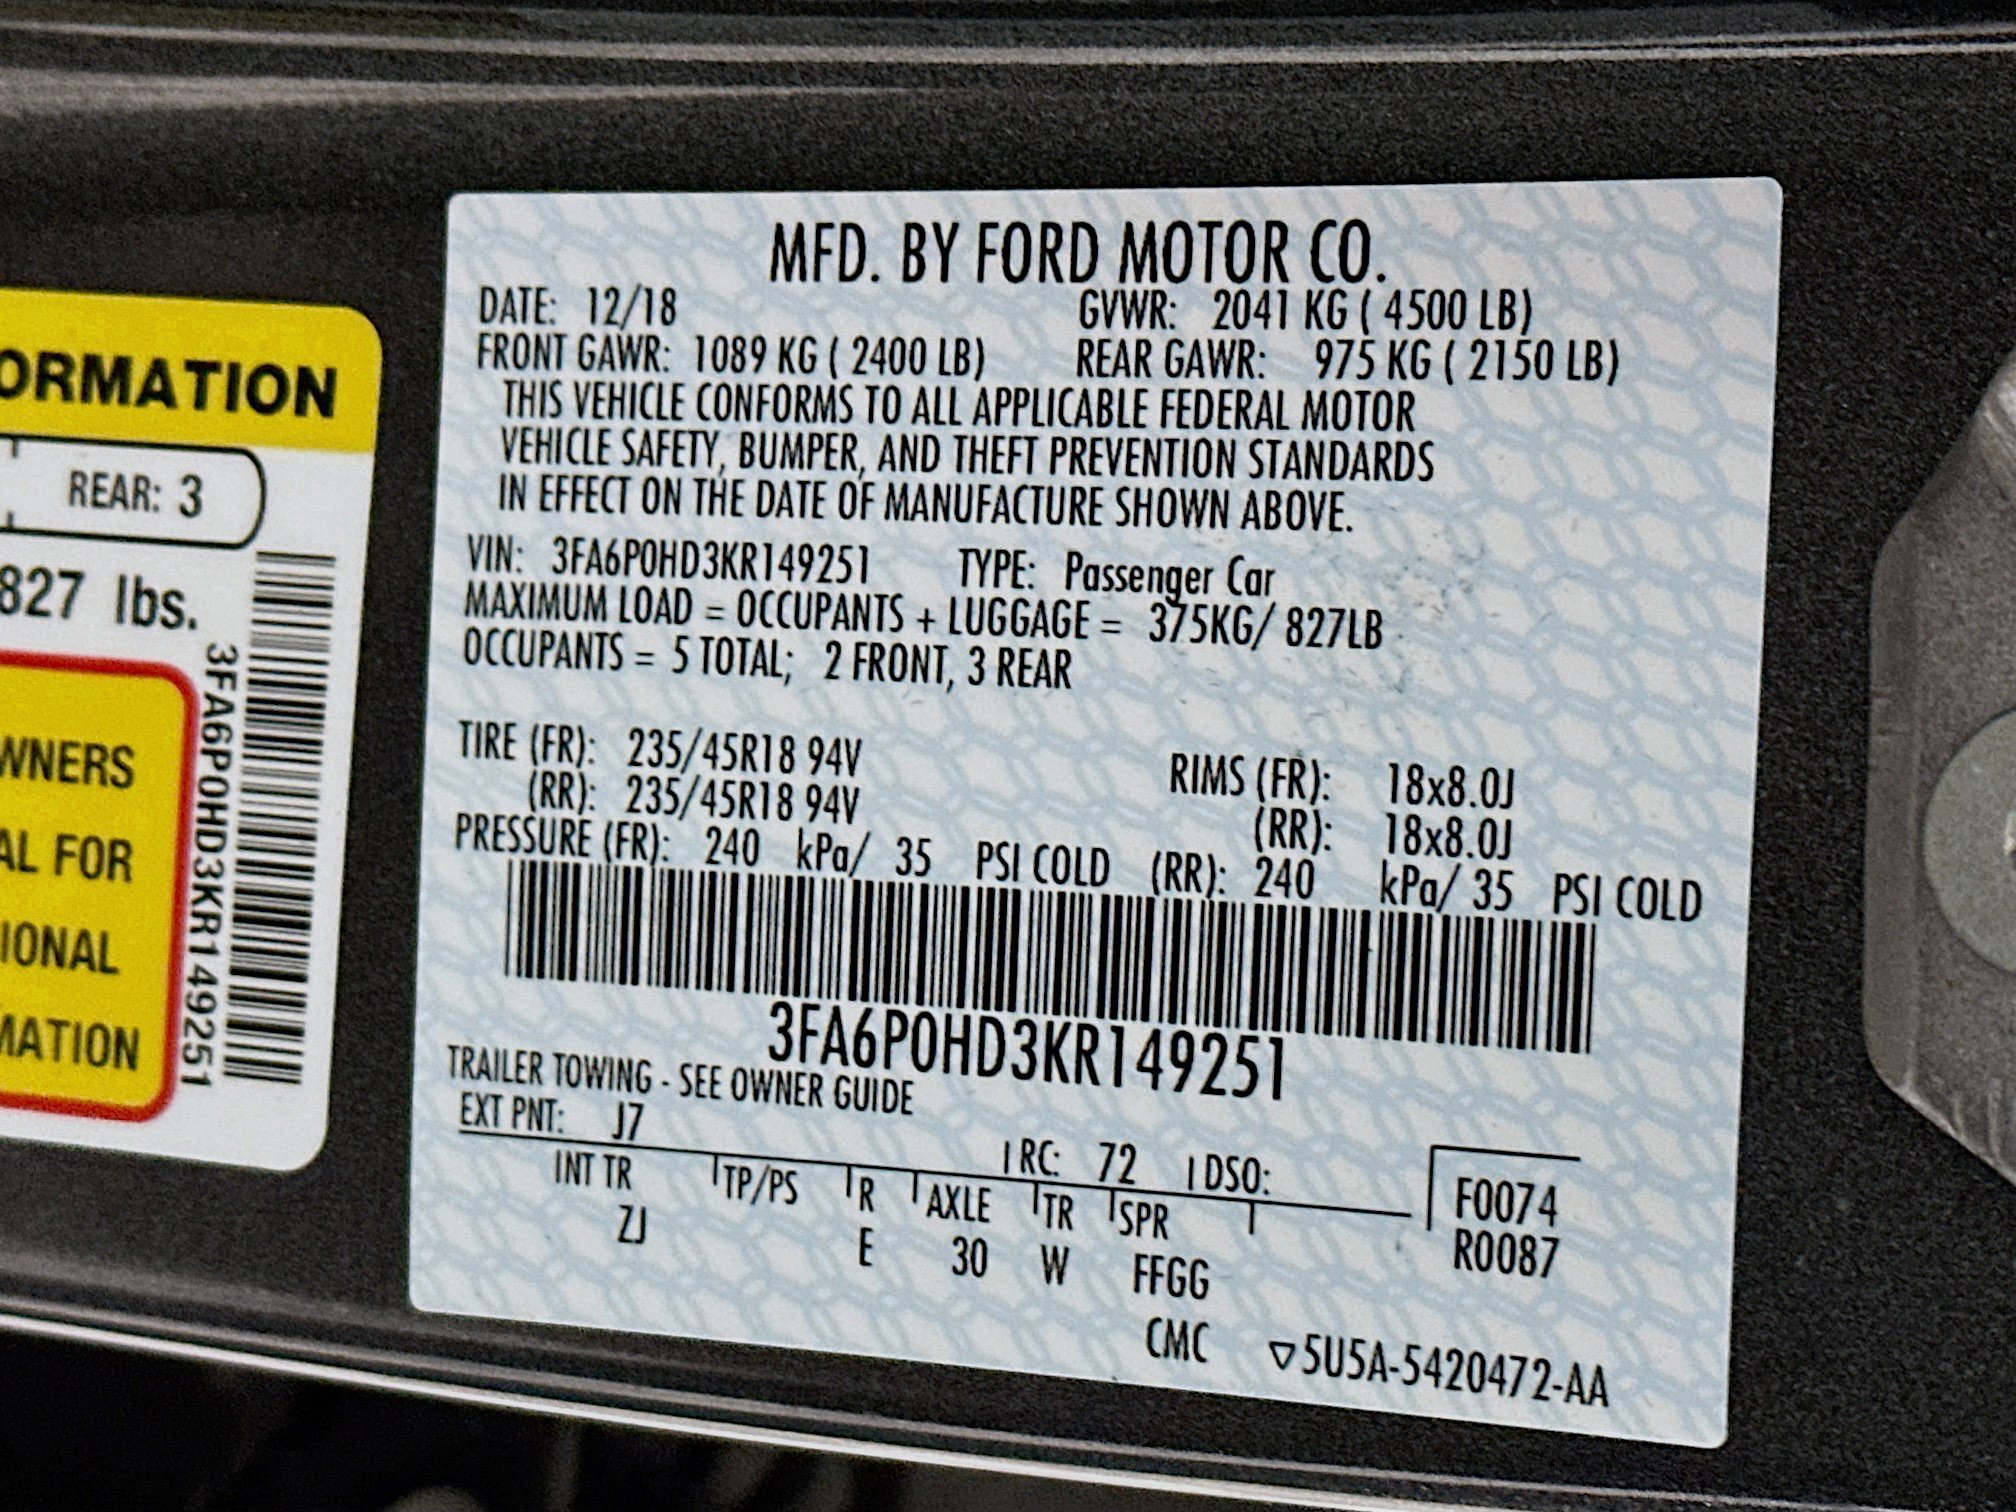 ORMATION
REAR: 3
827 lbs.
WNERS
AL FOR
IONAL
MATION
3FA6P0HD3KR149251
MFD. BY FORD MOTOR CO.
DATE: 12/18 GVWR: 2041 KG ( 4500 LB)
FRONT GAWR: 1089 KG ( 2400 LB) REAR GAWR: 975 KG ( 2150 LB)
THIS VEHICLE CONFORMS TO ALL APPLICABLE FEDERAL MOTOR
VEHICLE SAFETY, BUMPER, AND THEFT PREVENTION STANDARDS
IN EFFECT ON THE DATE OF MANUFACTURE SHOWN ABOVE.
VIN: 3FA6P0HD3KR149251 TYPE: Passenger Car
MAXIMUM LOAD = OCCUPANTS + LUGGAGE = 375KG/ 827LB
OCCUPANTS = 5 TOTAL; 2 FRONT, 3 REAR
TIRE (FR): 235/45R18 94V RIMS (FR): 18x8.0J
(RR): 235/45R18 94V (RR): 18x8.0J
PRESSURE (FR): 240 kPa/ 35 PSI COLD (RR): 240 kPa/ 35 PSI COLD
3FA6P0HD3KR149251
TRAILER TOWING - SEE OWNER GUIDE
EXT PNT: J7 RC: 72 DSO:
INT TR TP/PS R AXLE TR SPR F0074
ZJ E 30 W FFGG R0087
CMC ▽5U5A-5420472-AA